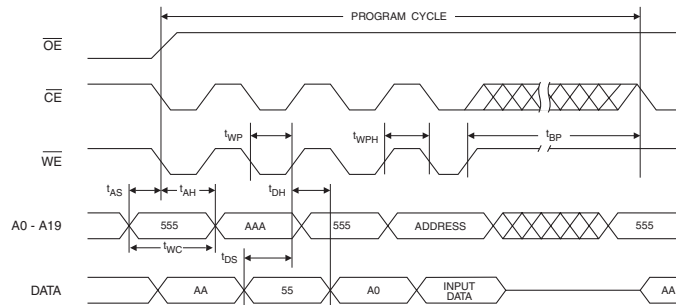 PROGRAM CYCLE
OE
CE
tWP
tWPH
tBP
WE
tAS
tAH
tDH
A0 - A19
555
AAA
555
ADDRESS
555
tWC
tDS
DATA
AA
55
A0
INPUT
DATA
AA